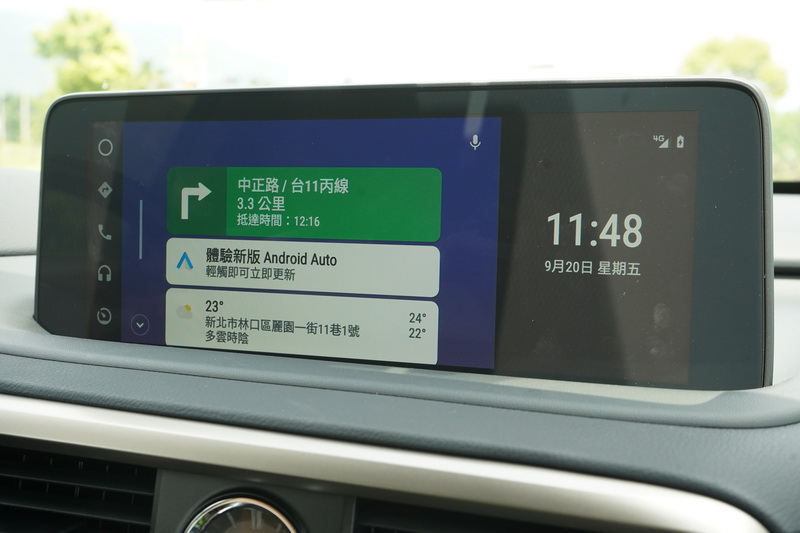 中正路 / 台11丙線
3.3 公里
抵達時間：12:16
體驗新版 Android Auto
輕觸即可立即更新
23°
新北市林口區麗園一街11巷1號
多雲時陰
24°
22°
4G
11:48
9月20日 星期五